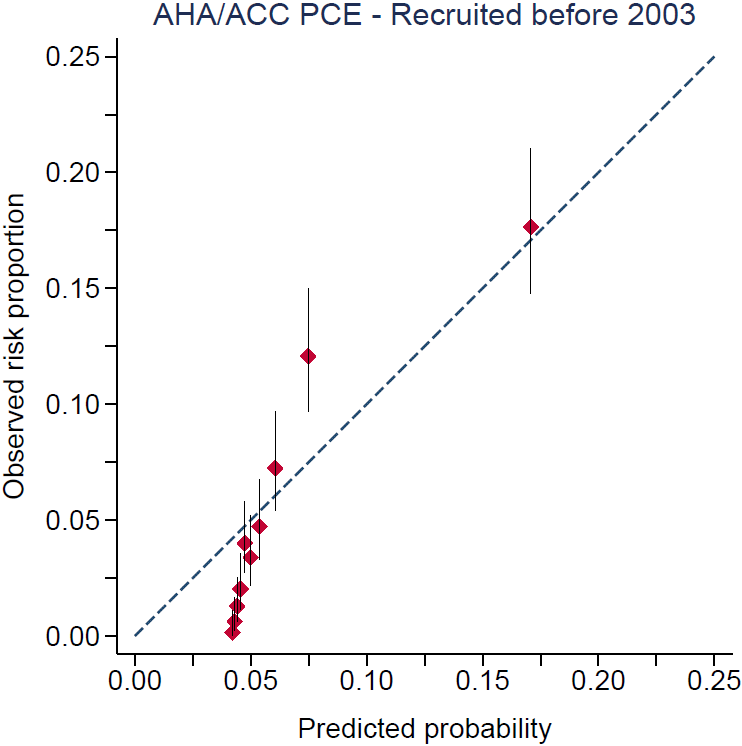 AHA/ACC PCE - Recruited before 2003
Observed risk proportion
0.25
0.20
0.15
0.10
0.05
0.00
0.00 0.05 0.10 0.15 0.20 0.25
Predicted probability